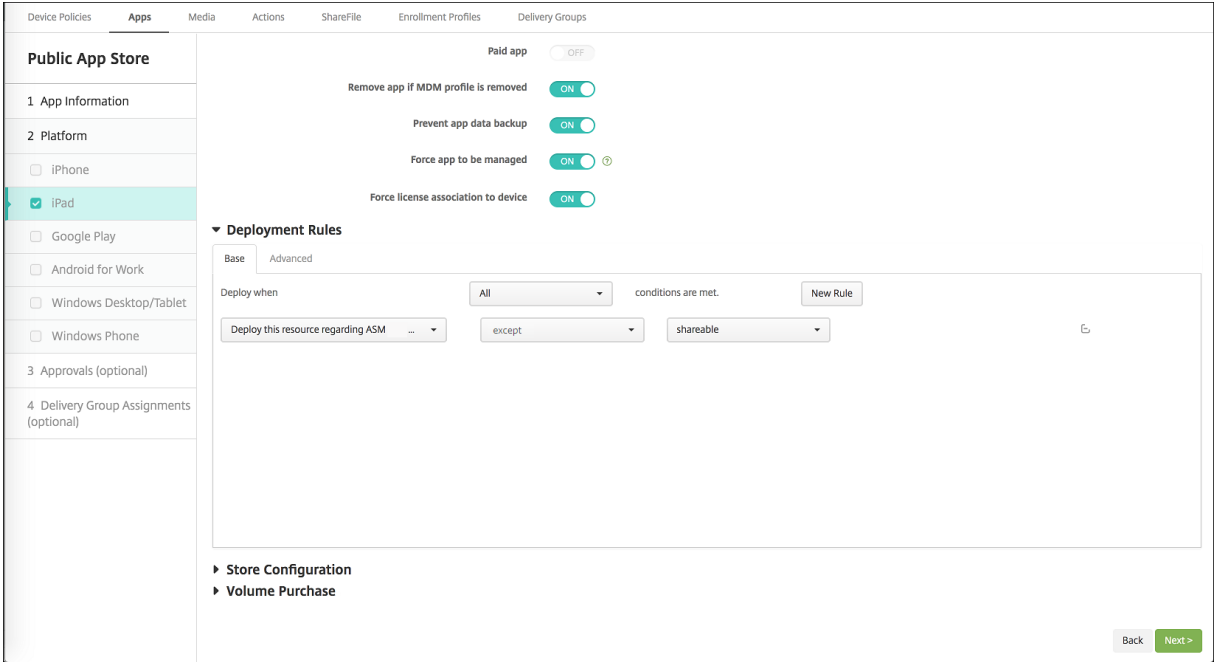 Device Policies Apps Media Actions ShareFile Enrollment Profiles Delivery Groups
Public App Store
1 App Information
2 Platform
iPhone
iPad
Google Play
Android for Work
Windows Desktop/Tablet
Windows Phone
3 Approvals (optional)
4 Delivery Group Assignments
(optional)
Paid app OFF
Remove app if MDM profile is removed ON
Prevent app data backup ON
Force app to be managed ON ?
Force license association to device ON
Deployment Rules
Base Advanced
Deploy when All conditions are met. New Rule
Deploy this resource regarding ASM ... except shareable
Store Configuration
Volume Purchase
Back Next >